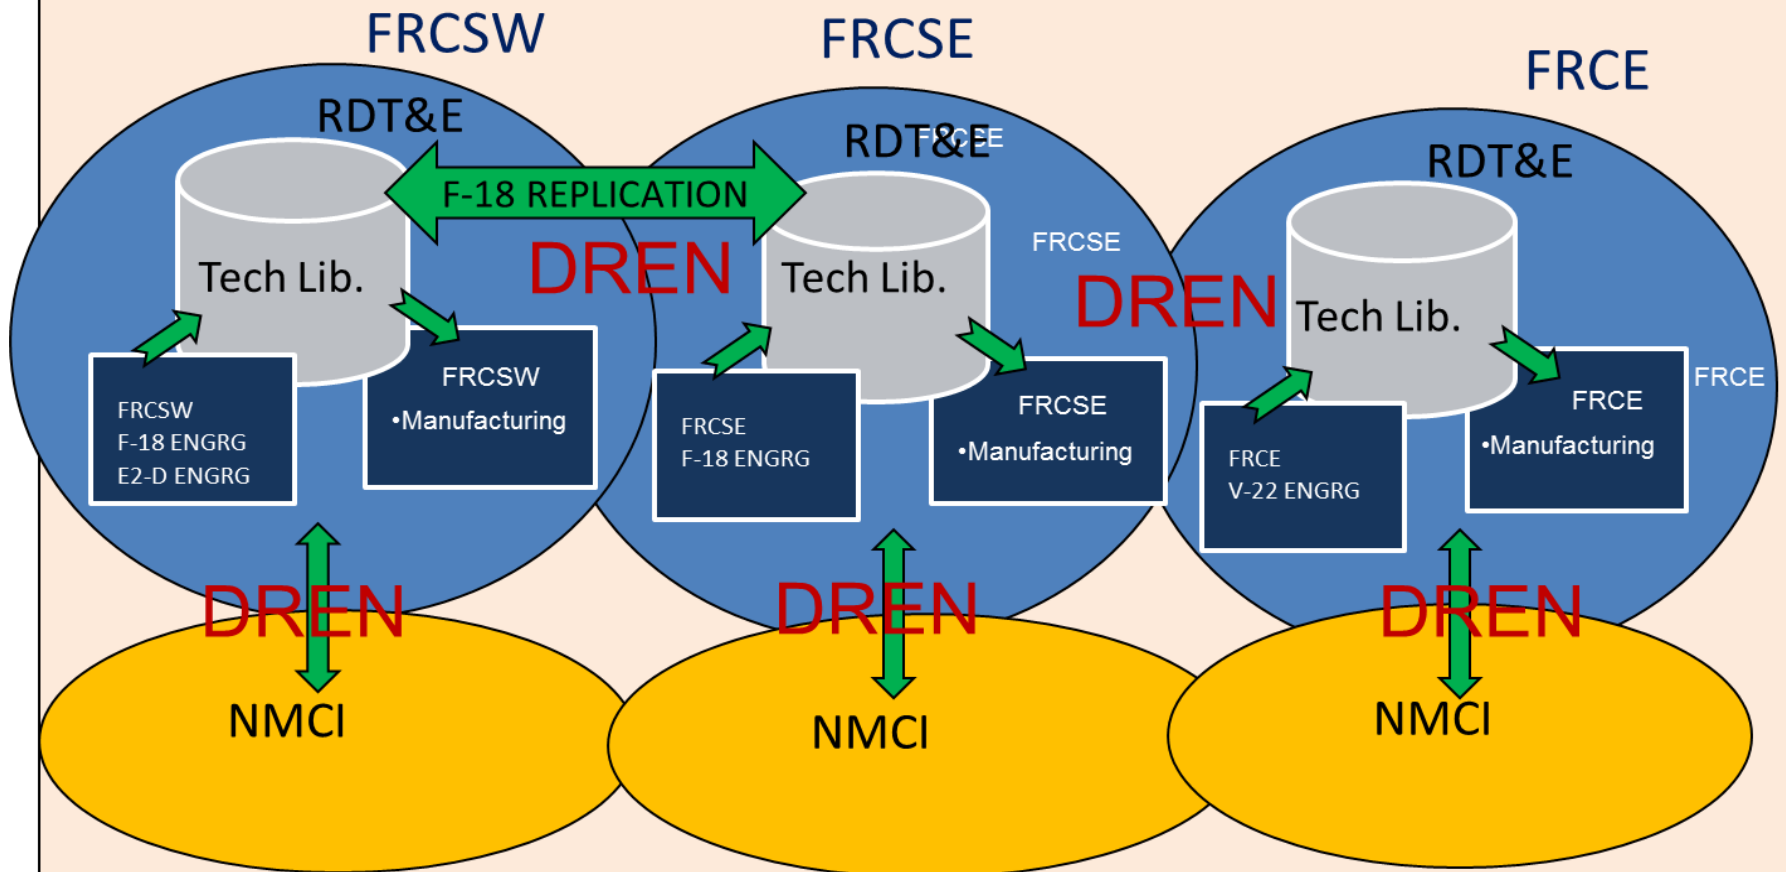 FRCSW
FRCSE
FRCE
RDT&E
RDT&E
FRCSE
RDT&E
F-18 REPLICATION
DREN
FRCSE
DREN
Tech Lib.
Tech Lib.
Tech Lib.
FRCSW
F-18 ENGRG
E2-D ENGRG
FRCSW
•Manufacturing
FRCSE
F-18 ENGRG
FRCSE
•Manufacturing
FRCE
V-22 ENGRG
FRCE
•Manufacturing
FRCE
DREN
DREN
DREN
NMCI
NMCI
NMCI